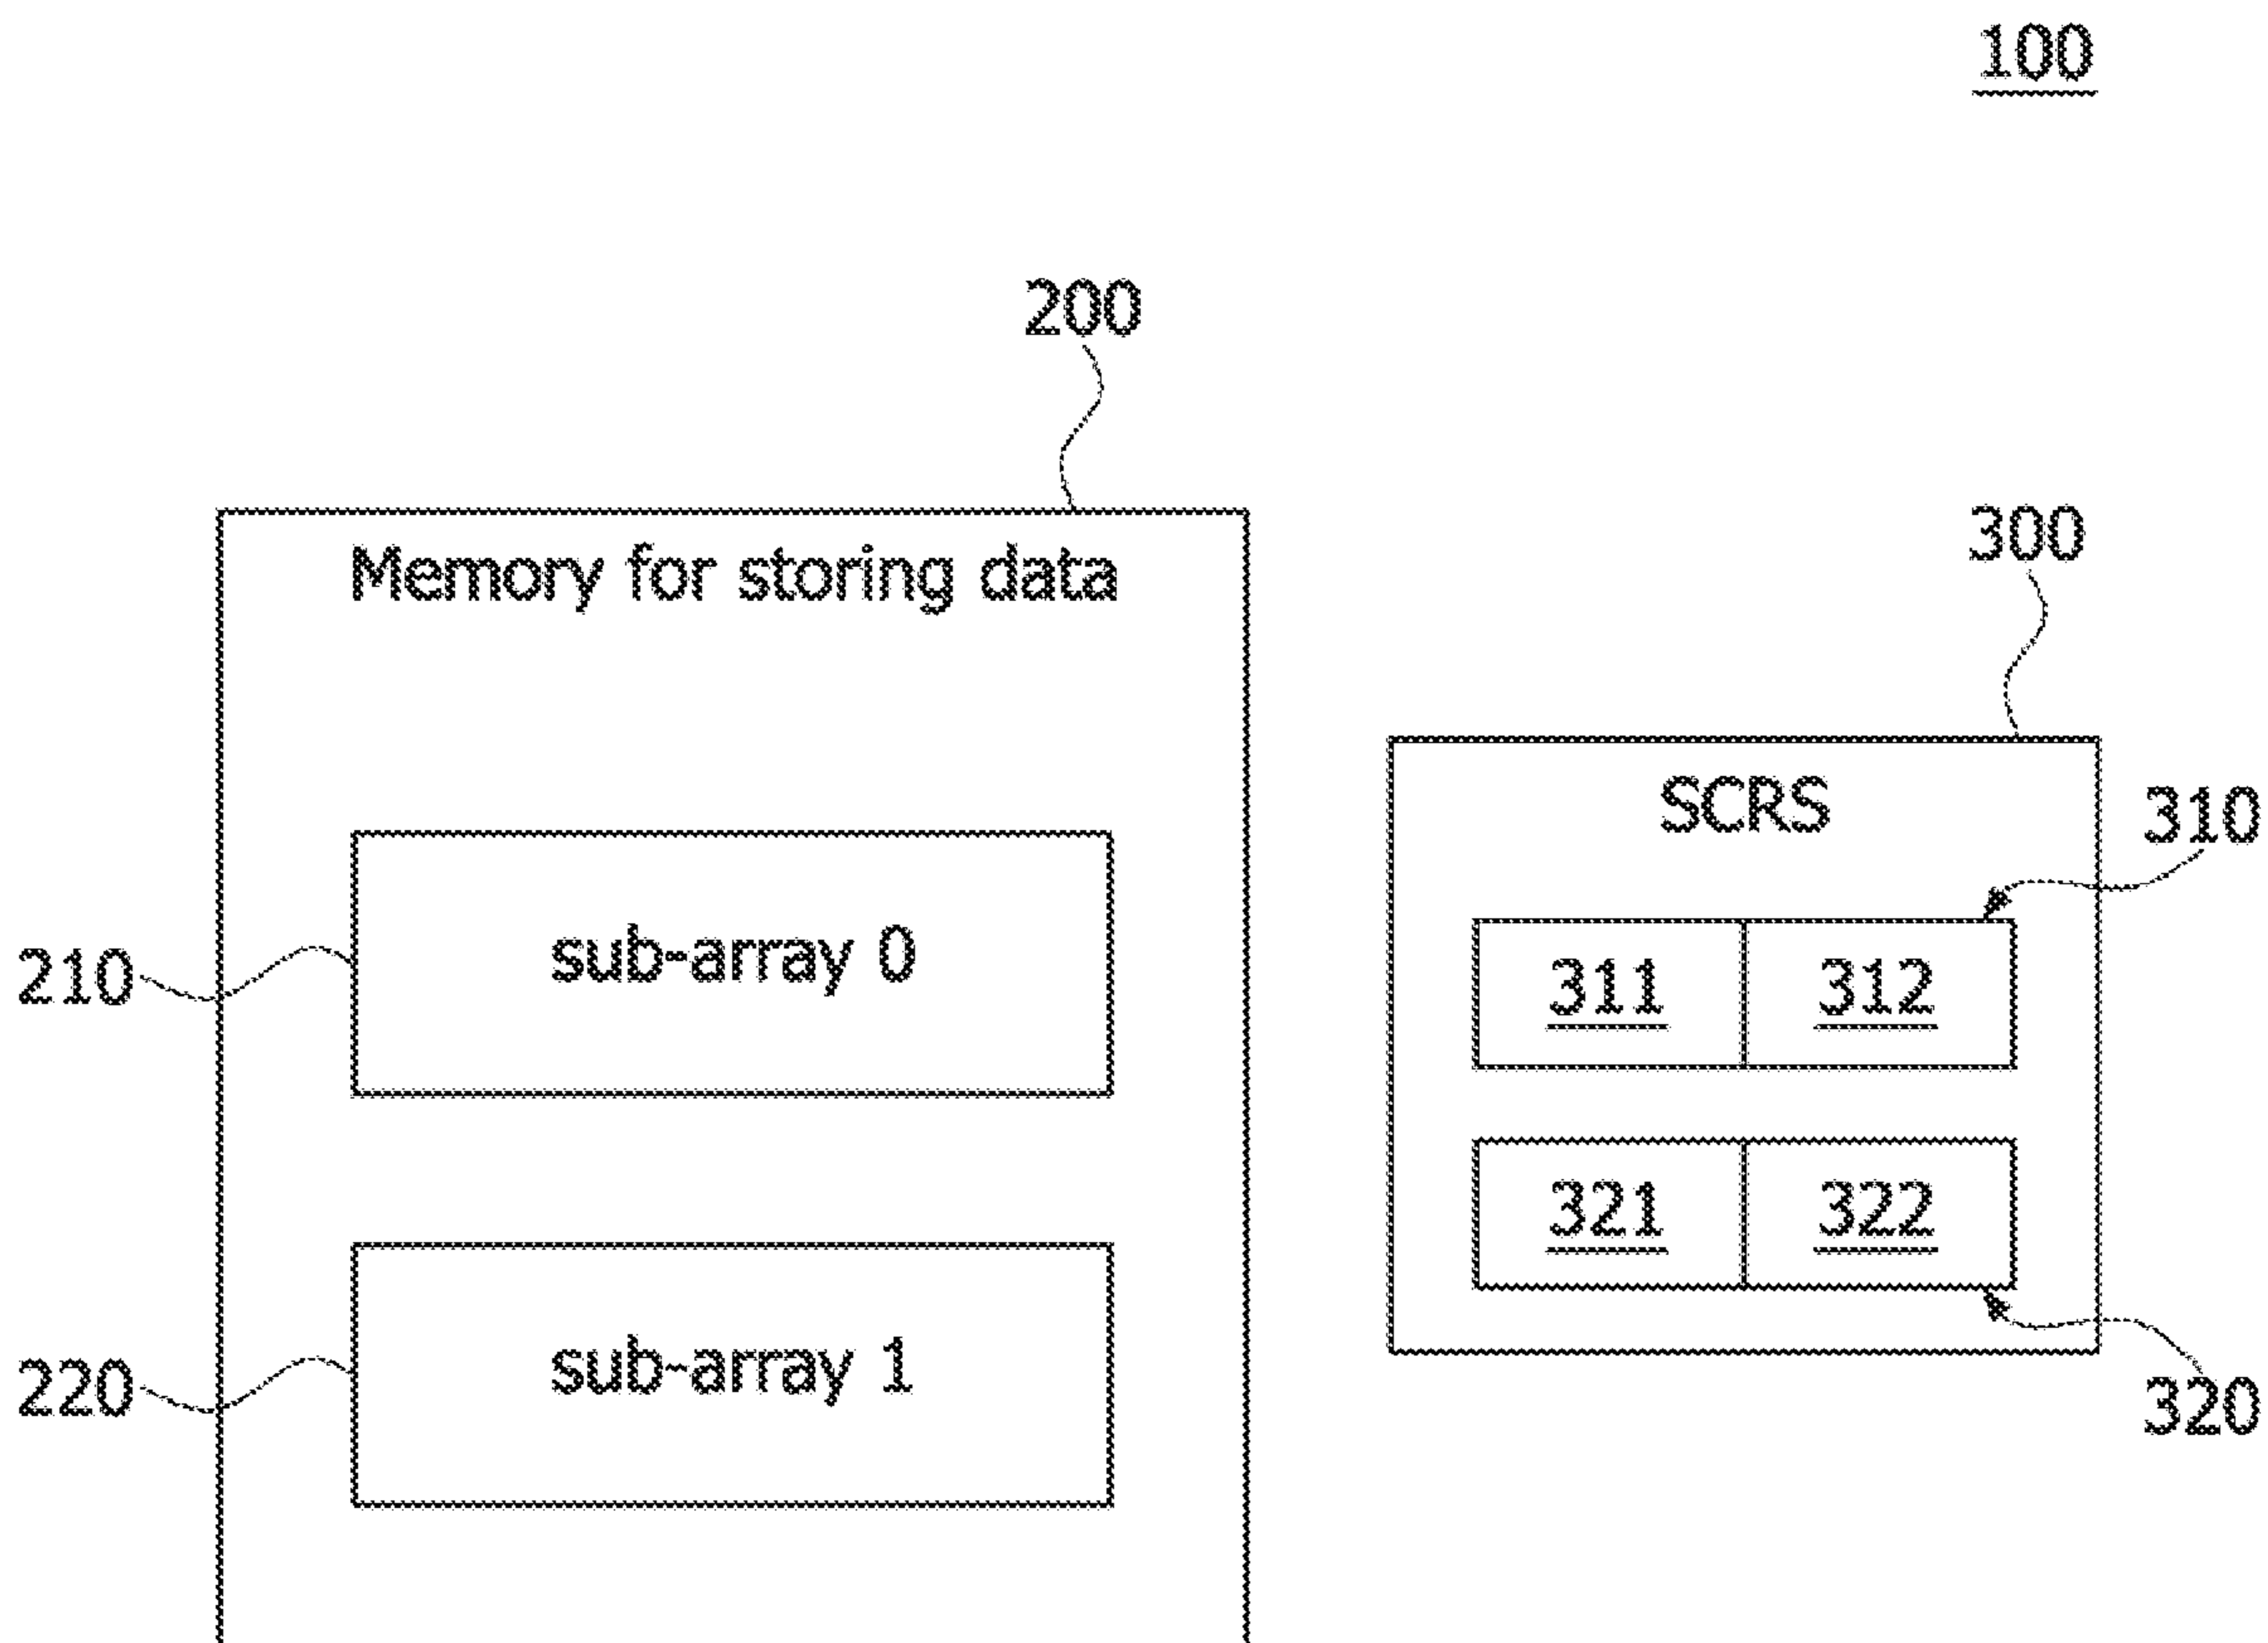 100
200
Memory for storing data
300
SCRS
310
sub-array 0
210
311 312
321 322
sub-array 1
220
320